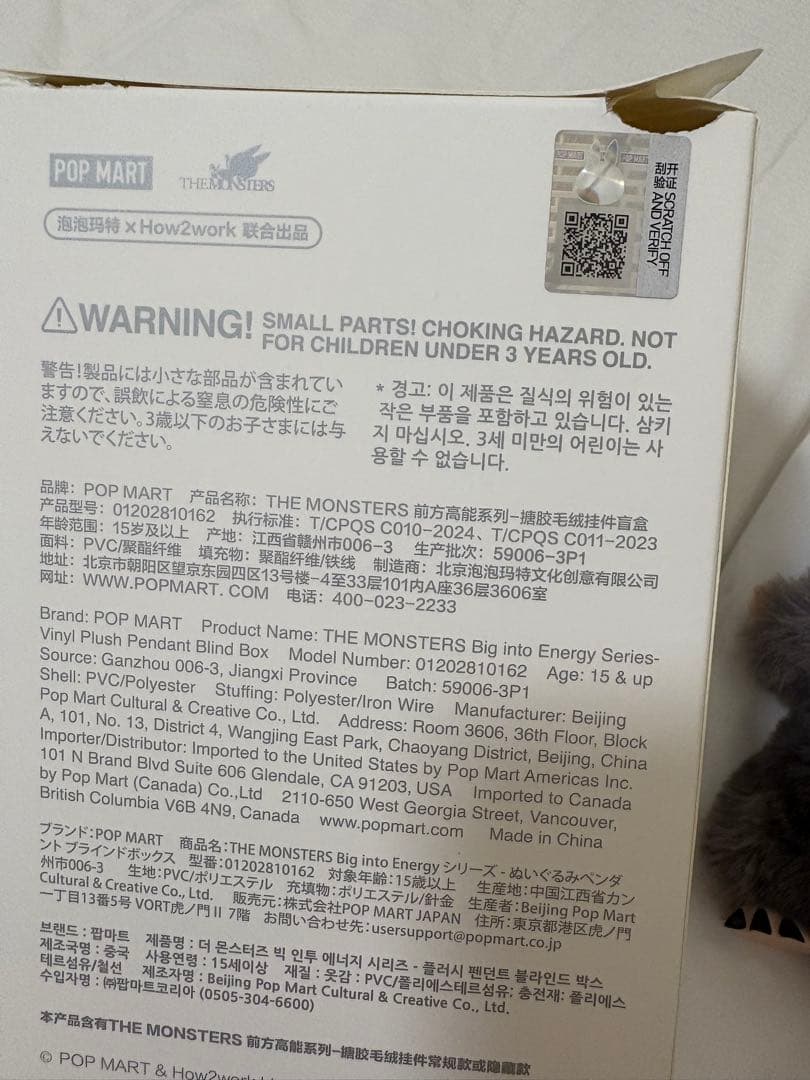 POP MART THE MONSTERS
泡泡玛特 × How2work 联合出品
POP MART POP MART
开 证 SCRATCH OFF
刮 验 AND VERIFY
WARNING! SMALL PARTS! CHOKING HAZARD. NOT
FOR CHILDREN UNDER 3 YEARS OLD.
警告!製品には小さな部品が含まれてい
ますので、誤飲による窒息の危険性にご
注意ください。3歳以下のお子さまには与
えないでください。
* 경고: 이 제품은 질식의 위험이 있는
작은 부품을 포함하고 있습니다. 삼키
지 마십시오. 3세 미만의 어린이는 사
용할 수 없습니다.
品牌：POP MART 产品名称：THE MONSTERS 前方高能系列-搪胶毛绒挂件盲盒
产品型号：01202810162 执行标准：T/CPQS C010-2024、T/CPQS C011-2023
年龄范围：15岁及以上 产地：江西省赣州市006-3 生产批次：59006-3P1
面料：PVC/聚酯纤维 填充物：聚酯纤维/铁线 制造商：北京泡泡玛特文化创意有限公司
地址：北京市朝阳区望京东园四区13号楼-4至33层101内A座36层3606室
网址：WWW.POPMART. COM 电话：400-023-2233
Brand: POP MART Product Name: THE MONSTERS Big into Energy Series-
Vinyl Plush Pendant Blind Box Model Number: 01202810162 Age: 15 & up
Source: Ganzhou 006-3, Jiangxi Province Batch: 59006-3P1
Shell: PVC/Polyester Stuffing: Polyester/Iron Wire Manufacturer: Beijing
Pop Mart Cultural & Creative Co., Ltd. Address: Room 3606, 36th Floor, Block
A, 101, No. 13, District 4, Wangjing East Park, Chaoyang District, Beijing, China
Importer/Distributor: Imported to the United States by Pop Mart Americas Inc.
101 N Brand Blvd Suite 606 Glendale, CA 91203, USA Imported to Canada
by Pop Mart (Canada) Co.,Ltd 2110-650 West Georgia Street, Vancouver,
British Columbia V6B 4N9, Canada www.popmart.com Made in China
ブランド：POP MART 商品名：THE MONSTERS Big into Energy シリーズ - ぬいぐるみペンダ
ント ブラインドボックス 型番：01202810162 対象年齢：15歳以上 生産地：中国江西省カン
州市006-3 生地：PVC/ポリエステル 充填物：ポリエステル/針金 生産者：Beijing Pop Mart
Cultural & Creative Co., Ltd. 販売元：株式会社POP MART JAPAN 住所：東京都港区虎ノ門
一丁目13番5号 VORT虎ノ門Ⅱ 7階 お問い合わせ先：usersupport@popmart.co.jp
브랜드 : 팝마트 제품명 : 더 몬스터즈 빅 인투 에너지 시리즈 - 플러시 펜던트 블라인드 박스
제조국명 : 중국 사용연령 : 15세이상 재질 : 옷감 : PVC/폴리에스테르섬유; 충전재: 폴리에스
테르섬유/철선 제조자명 : Beijing Pop Mart Cultural & Creative Co., Ltd.
수입자명 : ㈜팝마트코리아 (0505-304-6600)
本产品含有THE MONSTERS 前方高能系列-搪胶毛绒挂件常规款或隐藏款
© POP MART & How2work